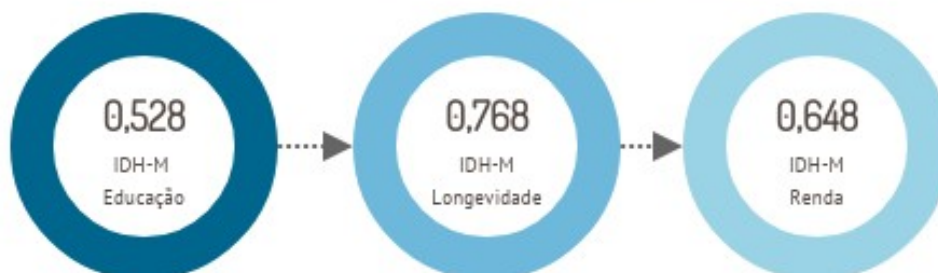 0,528
IDH-M
Educação
0,768
IDH-M
Longevidade
0,648
IDH-M
Renda